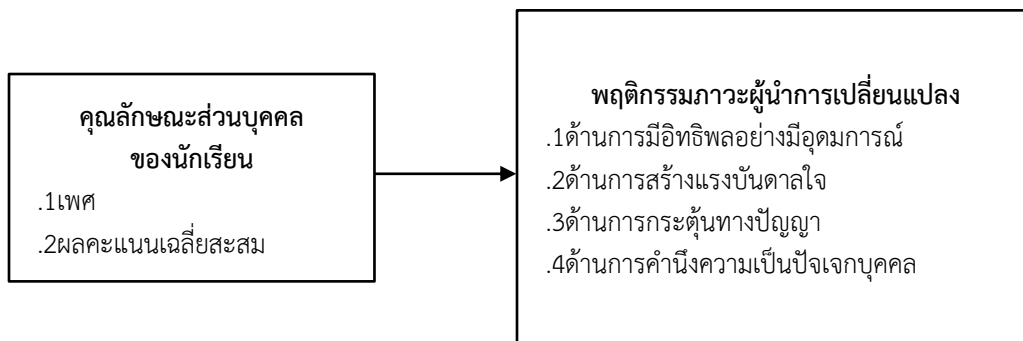 คุณลักษณะส่วนบุคคล
ของนักเรียน
.1เพศ
.2ผลคะแนนเฉลี่ยสะสม
พฤติกรรมภาวะผู้นำการเปลี่ยนแปลง
.1ด้านการมีอิทธิพลอย่างมีอุดมการณ์
.2ด้านการสร้างแรงบันดาลใจ
.3ด้านการกระตุ้นทางปัญญา
.4ด้านการคำนึงความเป็นปัจเจกบุคคล